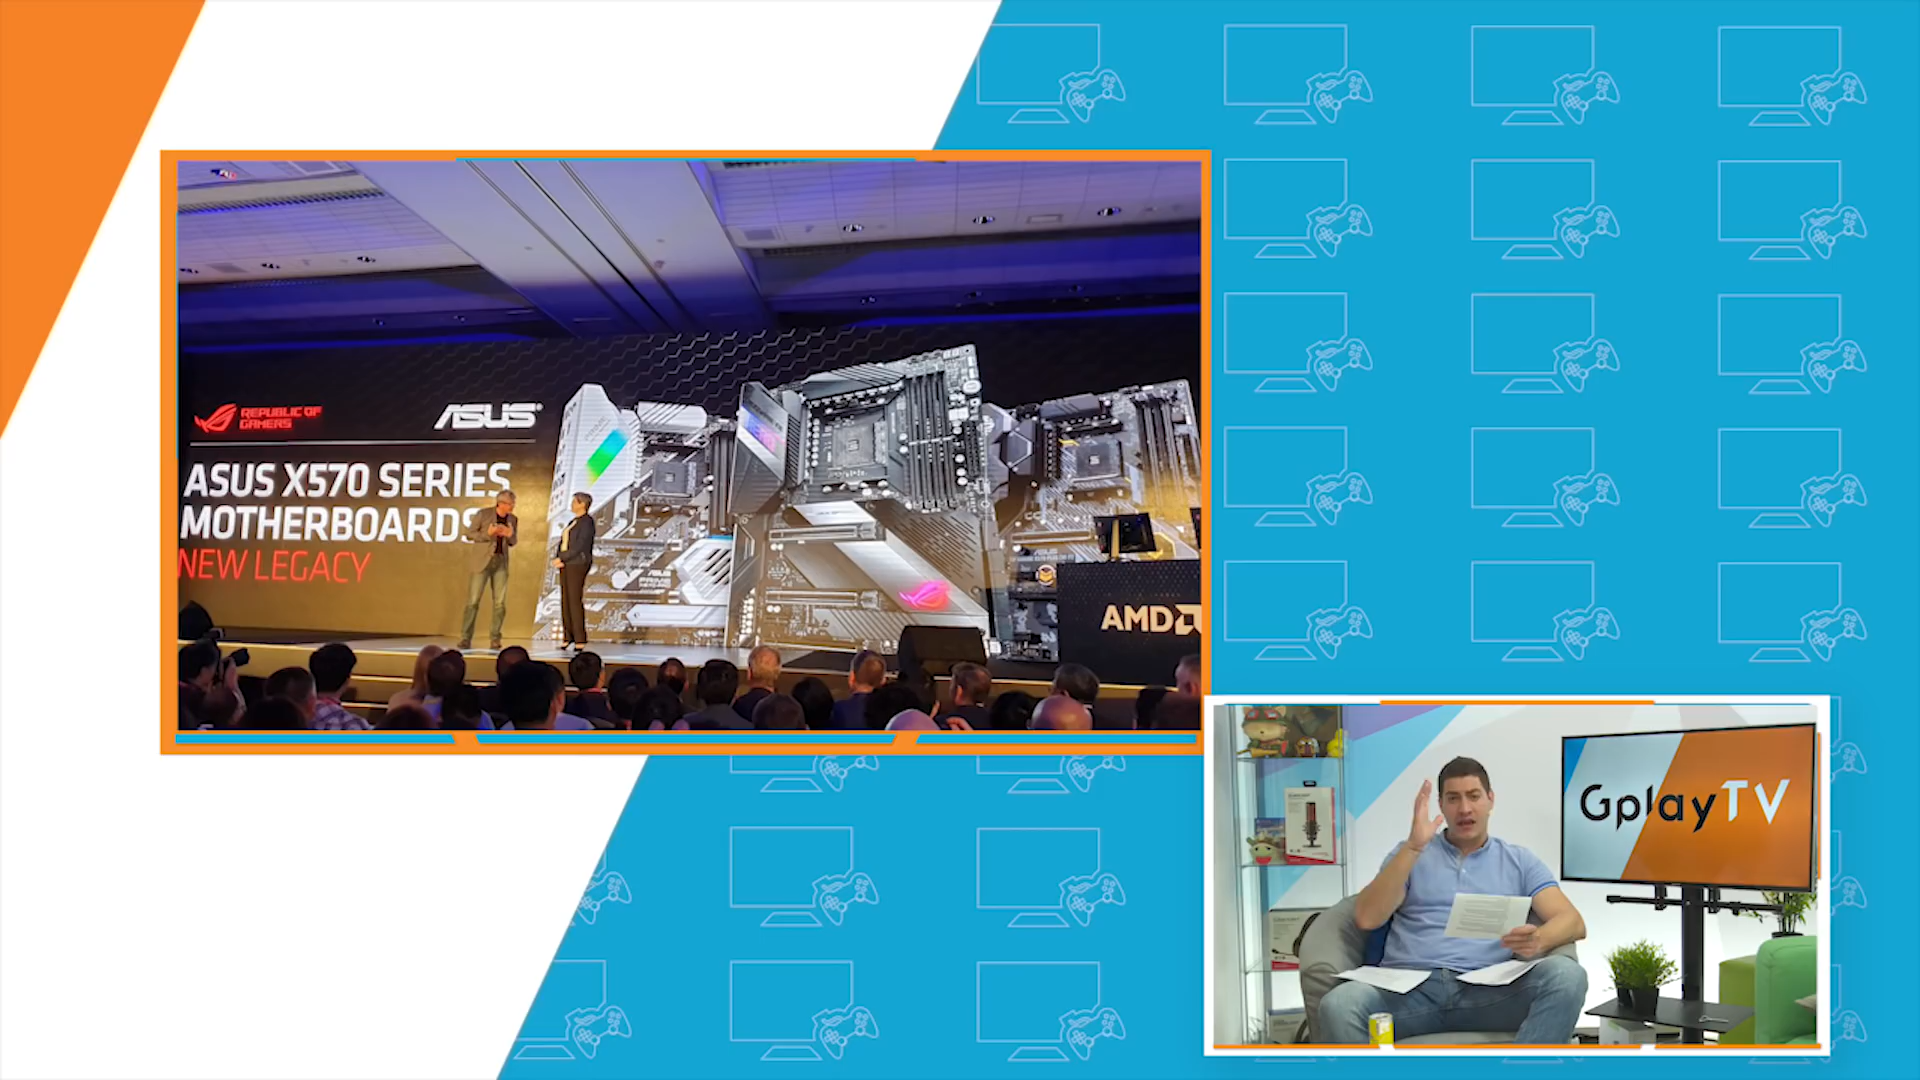 REPUBLIC OF
GAMERS
ASUS
ASUS X570 SERIES
MOTHERBOARDS
NEW LEGACY
AMD
GplayTV